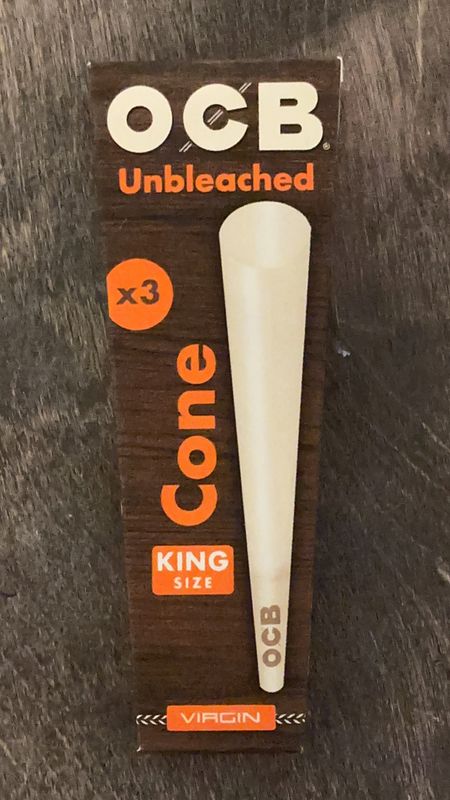 OCB®
Unbleached
x3
Cone
KING
SIZE
OCB
VIRGIN